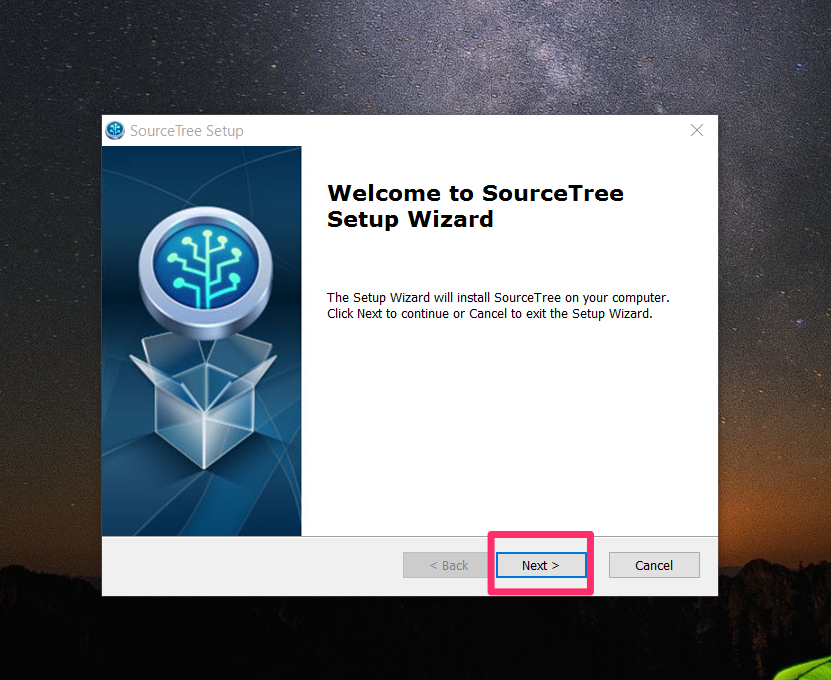 SourceTree Setup
Welcome to SourceTree
Setup Wizard
The Setup Wizard will install SourceTree on your computer.
Click Next to continue or Cancel to exit the Setup Wizard.
< Back
Next >
Cancel